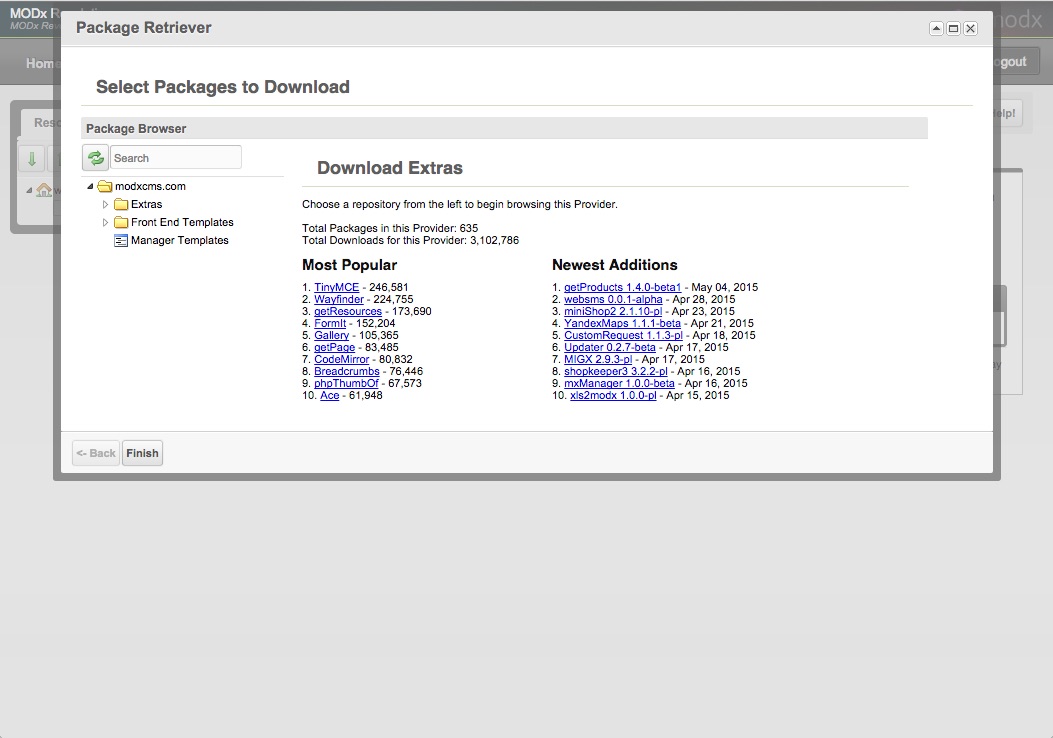 MODx R
MODx Rev
modx
Package Retriever
Home
ogout
Select Packages to Download
Reso
elp!
Package Browser
Search
Download Extras
modxcms.com
Extras
Front End Templates
Manager Templates
Choose a repository from the left to begin browsing this Provider.
Total Packages in this Provider: 635
Total Downloads for this Provider: 3,102,786
Most Popular
1. TinyMCE - 246,581
2. Wayfinder - 224,755
3. getResources - 173,690
4. FormIt - 152,204
5. Gallery - 105,365
6. getPage - 83,485
7. CodeMirror - 80,832
8. Breadcrumbs - 76,446
9. phpThumbOf - 67,573
10. Ace - 61,948
Newest Additions
1. getProducts 1.4.0-beta1 - May 04, 2015
2. websms 0.0.1-alpha - Apr 28, 2015
3. miniShop2 2.1.10-pl - Apr 23, 2015
4. YandexMaps 1.1.1-beta - Apr 21, 2015
5. CustomRequest 1.1.3-pl - Apr 18, 2015
6. Updater 0.2.7-beta - Apr 17, 2015
7. MIGX 2.9.3-pl - Apr 17, 2015
8. shopkeeper3 3.2.2-pl - Apr 16, 2015
9. mxManager 1.0.0-beta - Apr 16, 2015
10. xls2modx 1.0.0-pl - Apr 15, 2015
<- Back
Finish